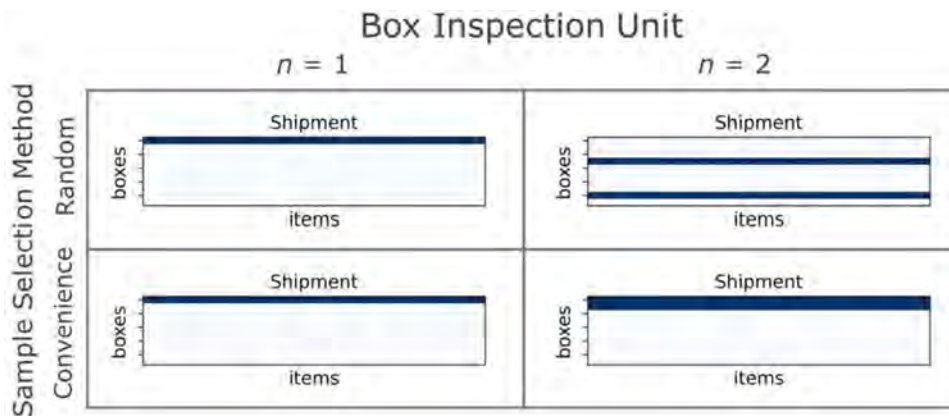 Box Inspection Unit
n = 1
n = 2
Sample Selection Method
Random
Shipment
boxes
items
Shipment
boxes
items
Convenience
Shipment
boxes
items
Shipment
boxes
items